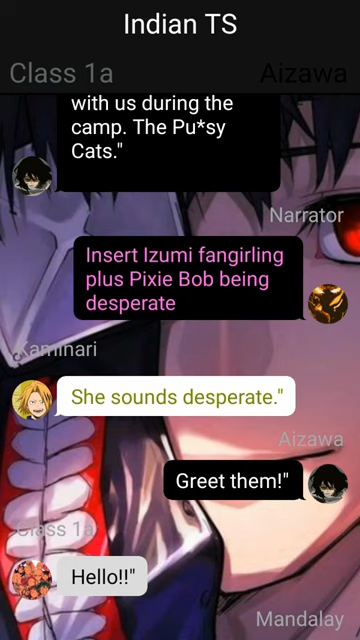 Indian TS
Class 1a
Aizawa
with us during the
camp. The Pu*sy
Cats."
Narrator
Insert Izumi fangirling
plus Pixie Bob being
desperate
Kaminari
She sounds desperate."
Aizawa
Greet them!"
Class 1a
Hello!!"
Mandalay